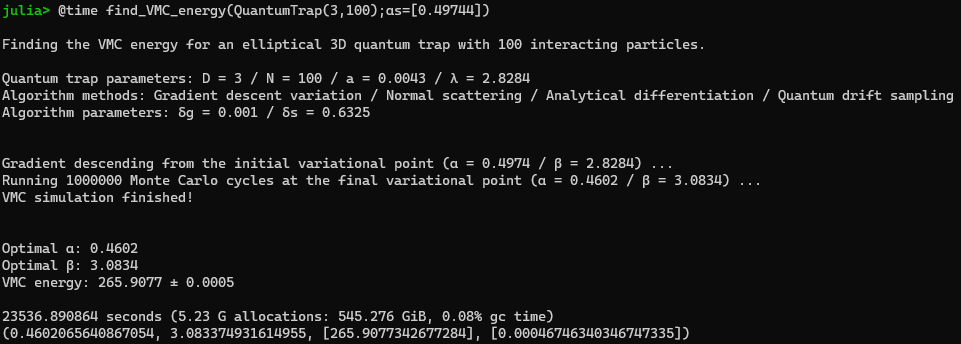 julia> @time find_VMC_energy(QuantumTrap(3,100);αs=[0.49744])
Finding the VMC energy for an elliptical 3D quantum trap with 100 interacting particles.
Quantum trap parameters: D = 3 / N = 100 / a = 0.0043 / λ = 2.8284
Algorithm methods: Gradient descent variation / Normal scattering / Analytical differentiation / Quantum drift sampling
Algorithm parameters: δg = 0.001 / δs = 0.6325
Gradient descending from the initial variational point (α = 0.4974 / β = 2.8284) ...
Running 1000000 Monte Carlo cycles at the final variational point (α = 0.4602 / β = 3.0834) ...
VMC simulation finished!
Optimal α: 0.4602
Optimal β: 3.0834
VMC energy: 265.9077 ± 0.0005
23536.890864 seconds (5.23 G allocations: 545.276 GiB, 0.08% gc time)
(0.4602065640867054, 3.083374931614955, [265.9077342677284], [0.00046746340346747335])